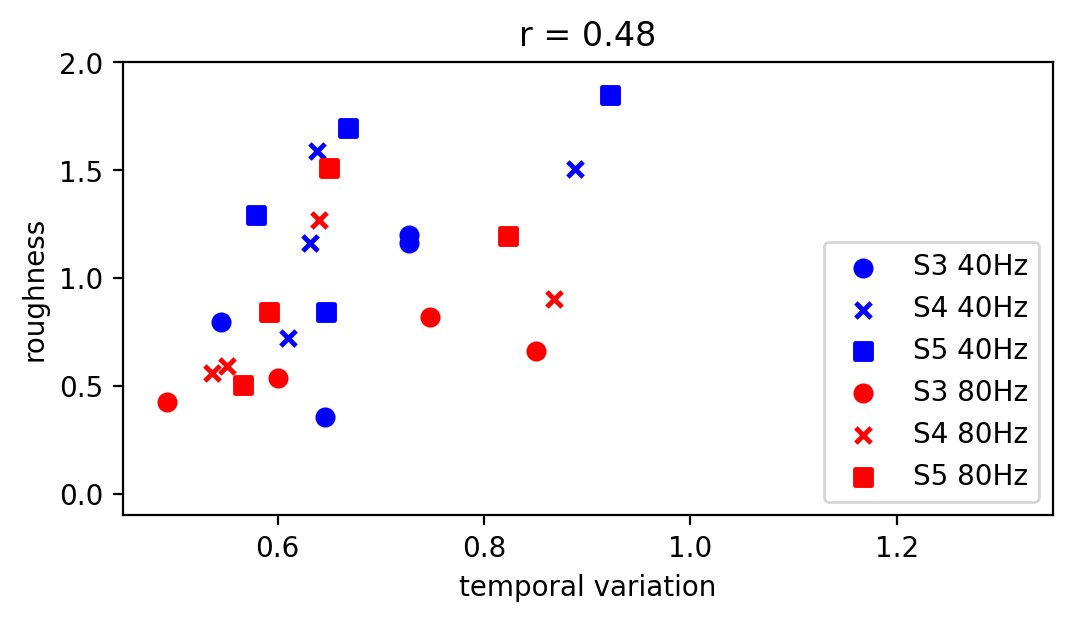 r = 0.48
2.0
1.5
1.0
0.5
0.0
roughness
0.6 0.8 1.0 1.2
temporal variation
S3 40Hz
S4 40Hz
S5 40Hz
S3 80Hz
S4 80Hz
S5 80Hz